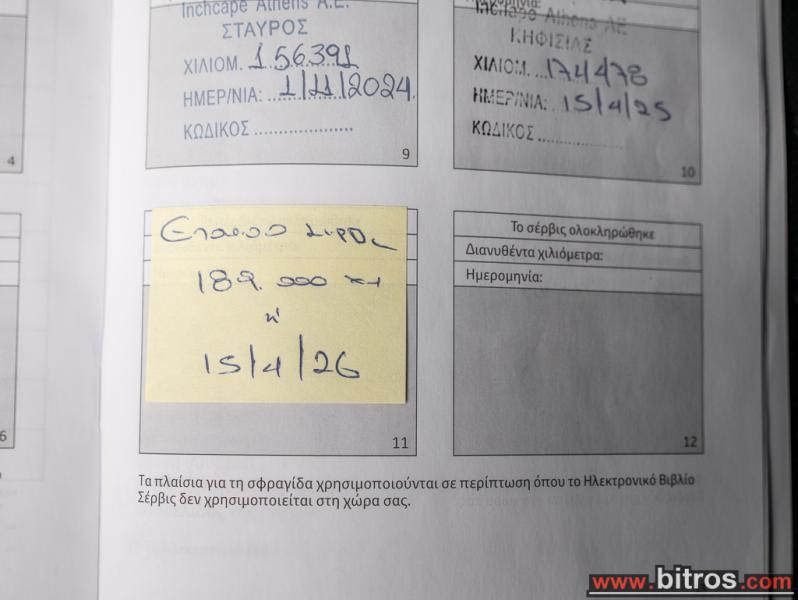 Inchcape Athens A.E.
ΣΤΑΥΡΟΣ
ΧΙΛΙΟΜ. 156391
ΗΜΕΡ/ΝΙΑ: 1/11/2024
ΚΩΔΙΚΟΣ ....................
9
Inchcape Athens AE
ΚΗΦΙΣΙΑΣ
ΧΙΛΙΟΜ. ...174478
ΗΜΕΡ/ΝΙΑ: 15/4/25
ΚΩΔΙΚΟΣ ....................
10
4
189.000 χμ
ή
15/4/26
11
Το σέρβις ολοκληρώθηκε
Διανυθέντα χιλιόμετρα:
Ημερομηνία:
12
6
Τα πλαίσια για τη σφραγίδα χρησιμοποιούνται σε περίπτωση όπου το Ηλεκτρονικό Βιβλίο
Σέρβις δεν χρησιμοποιείται στη χώρα σας.
www.bitros.com